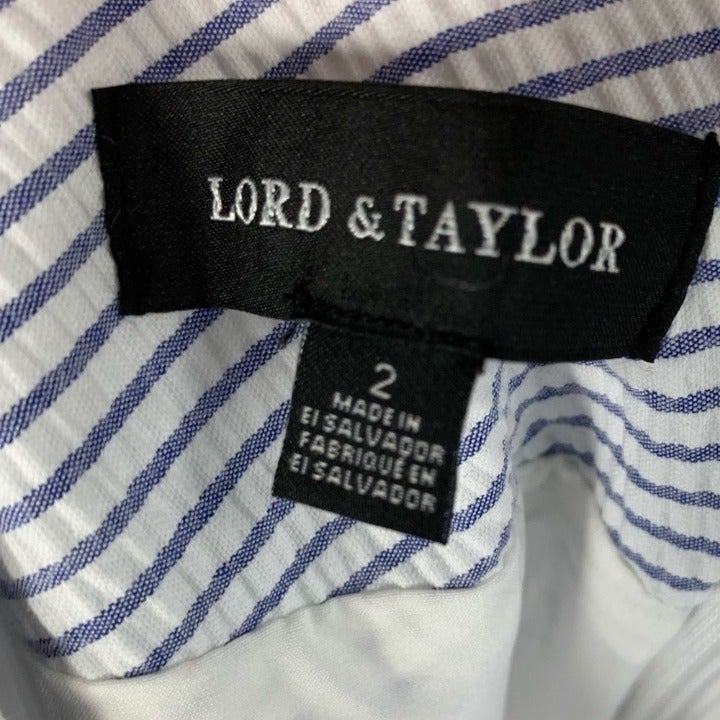 LORD & TAYLOR
2
MADE IN
El SALVADOR
FABRIQUÉ EN
El SALVADOR